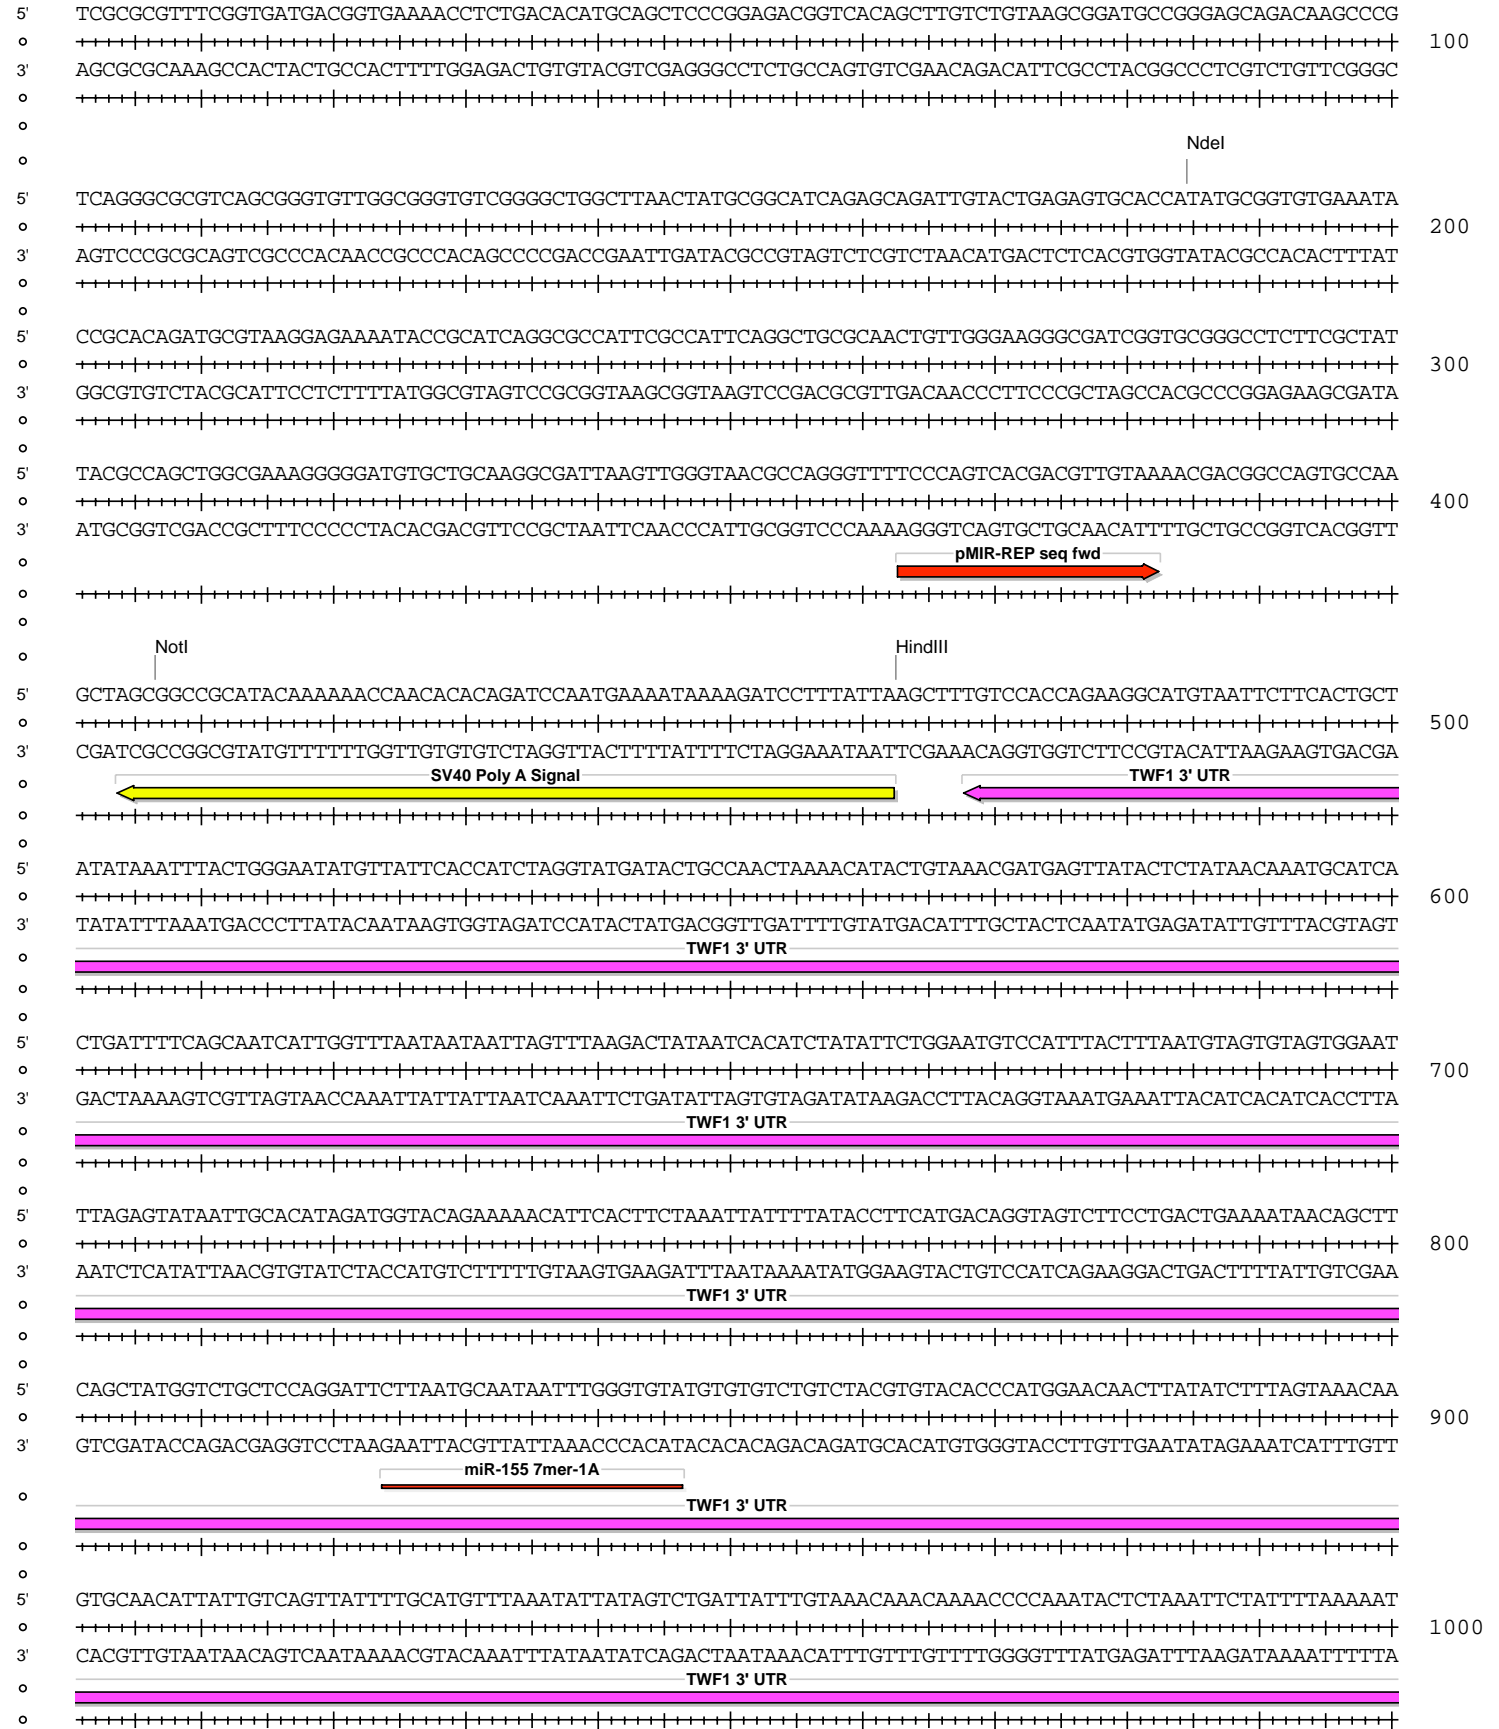 5' TCGCGCGTTTCGGTGATGACGGTGAAAACCTCTGACACATGCAGCTCCCGGAGACGGTCACAGCTTGTCTGTAAGCGGATGCCGGGAGCAGACAAGCCCG
100
3' AGCGCGCAAAGCCACTACTGCCACTTTTGGAGACTGTGTACGTCGAGGGCCTCTGCCAGTGTCGAACAGACATTCGCCTACGGCCCTCGTCTGTTCGGGC
NdeI
5' TCAGGGCGCGTCAGCGGGTGTTGGCGGGTGTCGGGGCTGGCTTAACTATGCGGCATCAGAGCAGATTGTACTGAGAGTGCACCATATGCGGTGTGAAATA
200
3' AGTCCCGCGCAGTCGCCCACAACCGCCCACAGCCCCGACCGAATTGATACGCCGTAGTCTCGTCTAACATGACTCTCACGTGGTATACGCCACACTTTAT
5' CCGCACAGATGCGTAAGGAGAAAATACCGCATCAGGCGCCATTCGCCATTCAGGCTGCGCAACTGTTGGGAAGGGCGATCGGTGCGGGCCTCTTCGCTAT
300
3' GGCGTGTCTACGCATTCCTCTTTTATGGCGTAGTCCGCGGTAAGCGGTAAGTCCGACGCGTTGACAACCCTTCCCGCTAGCCACGCCCGGAGAAGCGATA
5' TACGCCAGCTGGCGAAAGGGGGATGTGCTGCAAGGCGATTAAGTTGGGTAACGCCAGGGTTTTCCCAGTCACGACGTTGTAAAACGACGGCCAGTGCCAA
400
3' ATGCGGTCGACCGCTTTCCCCCTACACGACGTTCCGCTAATTCAACCCATTGCGGTCCCAAAAGGGTCAGTGCTGCAACATTTTGCTGCCGGTCACGGTT
pMIR-REP seq fwd
NotI HindIII
5' GCTAGCGGCCGCATACAAAAAACCAACACACAGATCCAATGAAAATAAAAGATCCTTTATTAAGCTTTGTCCACCAGAAGGCATGTAATTCTTCACTGCT
500
3' CGATCGCCGGCGTATGTTTTTTGGTTGTGTGTCTAGGTTACTTTTATTTTCTAGGAAATAATTCGAAACAGGTGGTCTTCCGTACATTAAGAAGTGACGA
SV40 Poly A Signal TWF1 3' UTR
5' ATATAAATTTACTGGGAATATGTTATTCACCATCTAGGTATGATACTGCCAACTAAAACATACTGTAAACGATGAGTTATACTCTATAACAAATGCATCA
600
3' TATATTTAAATGACCCTTATACAATAAGTGGTAGATCCATACTATGACGGTTGATTTTGTATGACATTTGCTACTCAATATGAGATATTGTTTACGTAGT
TWF1 3' UTR
5' CTGATTTTCAGCAATCATTGGTTTAATAATAATTAGTTTAAGACTATAATCACATCTATATTCTGGAATGTCCATTTACTTTAATGTAGTGTAGTGGAAT
700
3' GACTAAAAGTCGTTAGTAACCAAATTATTATTAATCAAATTCTGATATTAGTGTAGATATAAGACCTTACAGGTAAATGAAATTACATCACATCACCTTA
TWF1 3' UTR
5' TTAGAGTATAATTGCACATAGATGGTACAGAAAAACATTCACTTCTAAATTATTTTATACCTTCATGACAGGTAGTCTTCCTGACTGAAAATAACAGCTT
800
3' AATCTCATATTAACGTGTATCTACCATGTCTTTTTGTAAGTGAAGATTTAATAAAATATGGAAGTACTGTCCATCAGAAGGACTGACTTTTATTGTCGAA
TWF1 3' UTR
5' CAGCTATGGTCTGCTCCAGGATTCTTAATGCAATAATTTGGGTGTATGTGTGTCTGTCTACGTGTACACCCATGGAACAACTTATATCTTTAGTAAACAA
900
3' GTCGATACCAGACGAGGTCCTAAGAATTACGTTATTAAACCCACATACACACAGACAGATGCACATGTGGGTACCTTGTTGAATATAGAAATCATTTGTT
miR-155 7mer-1A
TWF1 3' UTR
5' GTGCAACATTATTGTCAGTTATTTTGCATGTTTAAATATTATAGTCTGATTATTTGTAAACAAACAAAACCCCAAATACTCTAAATTCTATTTTAAAAAT
1000
3' CACGTTGTAATAACAGTCAATAAAACGTACAAATTTATAATATCAGACTAATAAACATTTGTTTGTTTTGGGGTTTATGAGATTTAAGATAAAATTTTTA
TWF1 3' UTR